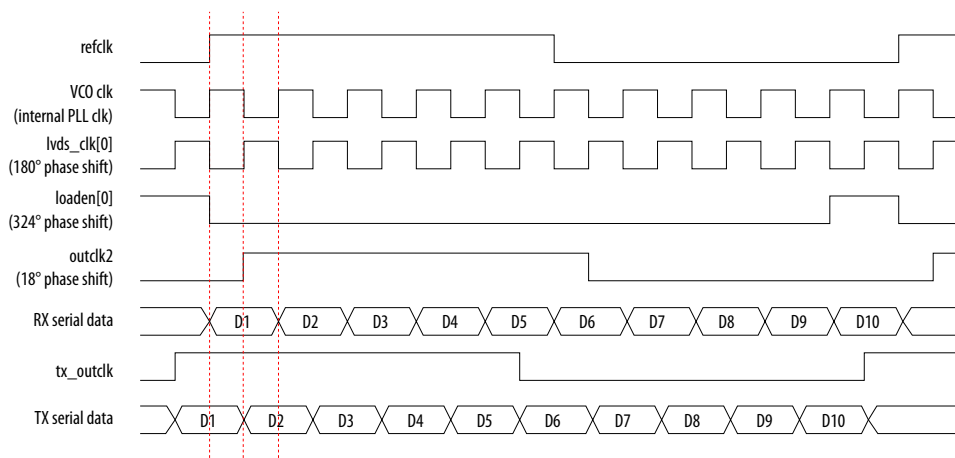 refclk
VCO clk
(internal PLL clk)
lvds_clk[0]
(180° phase shift)
loaden[0]
(324° phase shift)
outclk2
(18° phase shift)
RX serial data D1 D2 D3 D4 D5 D6 D7 D8 D9 D10
tx_outclk
TX serial data D1 D2 D3 D4 D5 D6 D7 D8 D9 D10